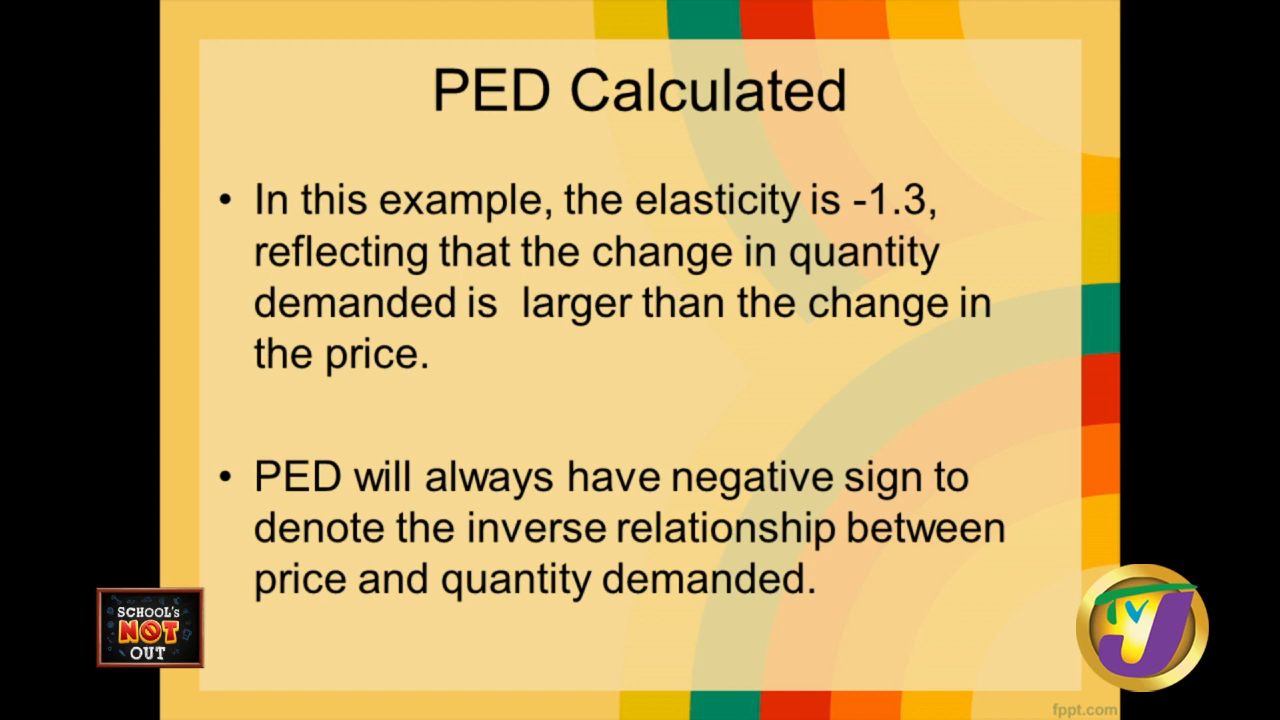 PED Calculated
• In this example, the elasticity is -1.3,
reflecting that the change in quantity
demanded is  larger than the change in
the price.
• PED will always have negative sign to
denote the inverse relationship between
price and quantity demanded.
SCHOOL's
NOT
OUT
TVJ
fppt.com